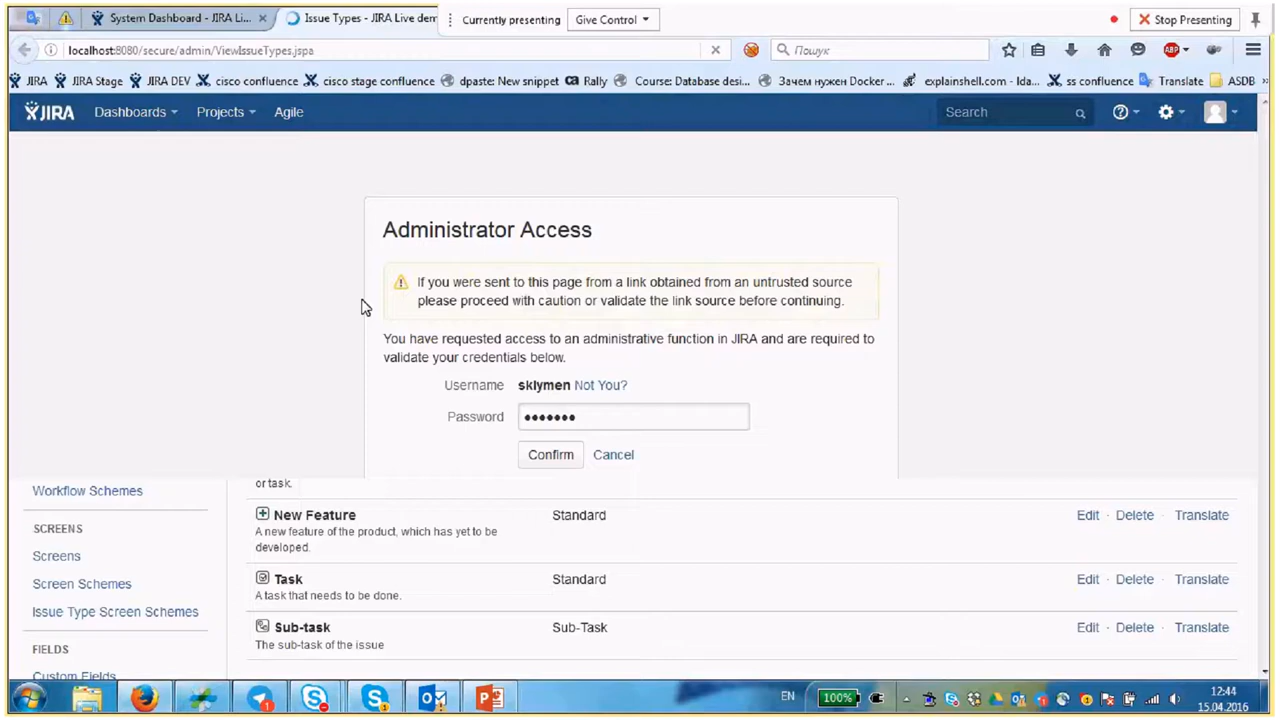 System Dashboard - JIRA Li...
Issue Types - JIRA Live dem
Currently presenting
Give Control
Stop Presenting
localhost:8080/secure/admin/ViewIssueTypes.jspa
Пошук
ABP
JIRA
JIRA Stage
JIRA DEV
cisco confluence
cisco stage confluence
dpaste: New snippet
ca Rally
Course: Database desi...
Зачем нужен Docker ...
explainshell.com - Ida...
ss confluence
Translate
ASDB
JIRA
Dashboards
Projects
Agile
Search
Administrator Access
If you were sent to this page from a link obtained from an untrusted source
please proceed with caution or validate the link source before continuing.
You have requested access to an administrative function in JIRA and are required to
validate your credentials below.
Username sklymen Not You?
Password •••••••
Confirm Cancel
or task.
Workflow Schemes
SCREENS
Screens
Screen Schemes
Issue Type Screen Schemes
FIELDS
Custom Fields
New Feature Standard Edit · Delete · Translate
A new feature of the product, which has yet to be
developed.
Task Standard Edit · Delete · Translate
A task that needs to be done.
Sub-task Sub-Task Edit · Delete · Translate
The sub-task of the issue
EN
100%
12:44
15.04.2016